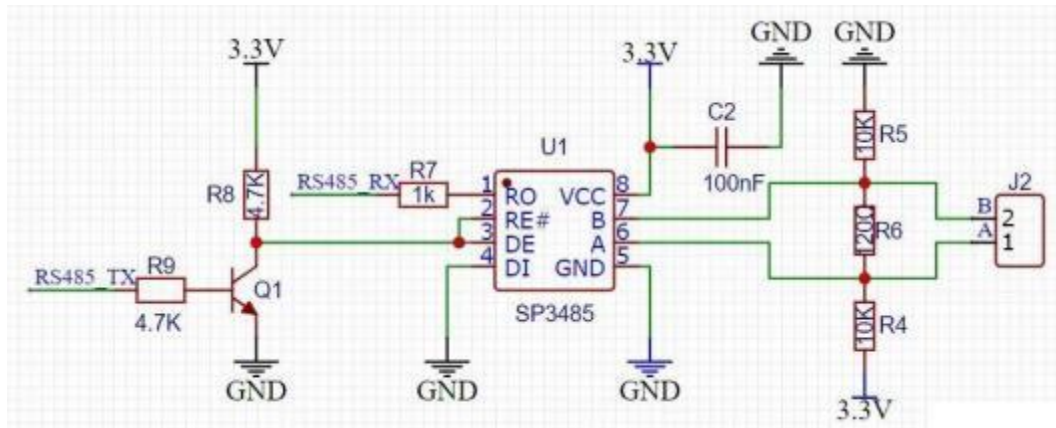 3.3V
R8
4.7K
RS485_TX
R9
4.7K
Q1
GND
RS485_RX
R7
1k
GND
U1
1 RO VCC 8
2 RE# B 7
3 DE A 6
4 DI GND 5
SP3485
3.3V
C2
100nF
GND
GND
GND
10K
R5
R6
10K
R4
3.3V
J2
B 2
A 1